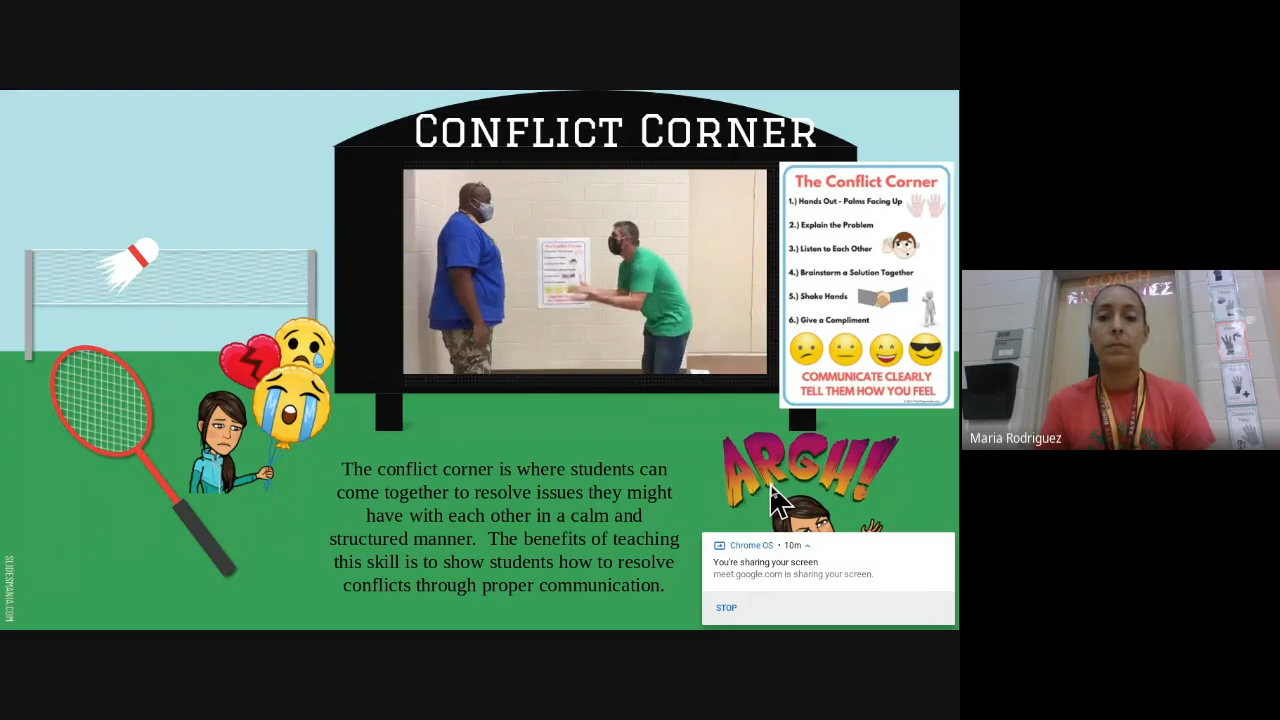 CONFLICT CORNER
The Conflict Corner
1.) Hands Out - Palms Facing Up
2.) Explain the Problem
3.) Listen to Each Other
4.) Brainstorm a Solution Together
5.) Shake Hands
6.) Give a Compliment
COMMUNICATE CLEARLY
TELL THEM HOW YOU FEEL
The Conflict Corner
ARGH!
The conflict corner is where students can
come together to resolve issues they might
have with each other in a calm and
structured manner.  The benefits of teaching
this skill is to show students how to resolve
conflicts through proper communication.
SLIDESMANIA.COM
Chrome OS • 10m
You're sharing your screen
meet.google.com is sharing your screen.
STOP
COACH
Maria Rodriguez